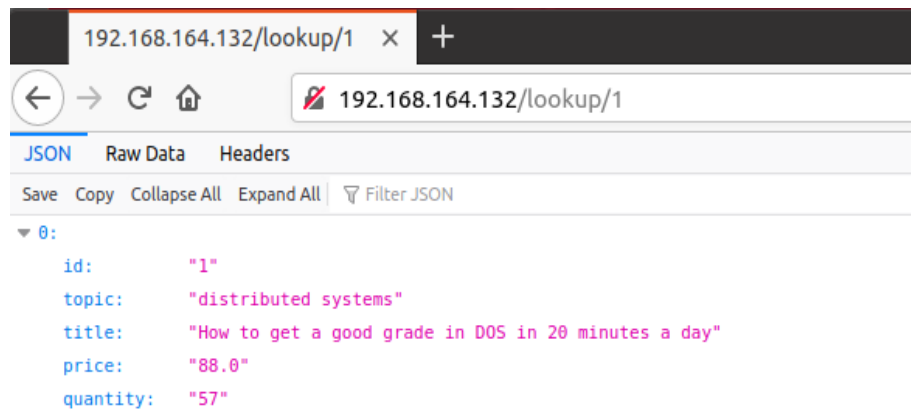 192.168.164.132/lookup/1 × +
192.168.164.132/lookup/1
JSON Raw Data Headers
Save Copy Collapse All Expand All Filter JSON
0:
id: "1"
topic: "distributed systems"
title: "How to get a good grade in DOS in 20 minutes a day"
price: "88.0"
quantity: "57"